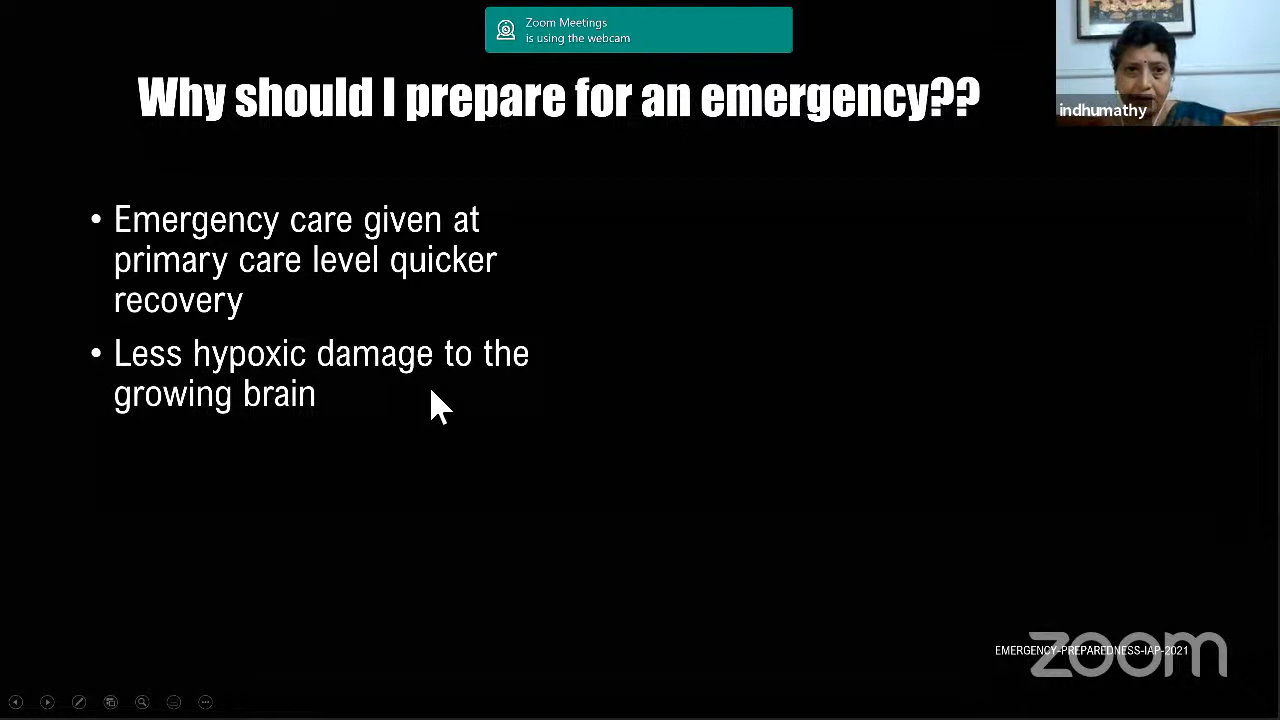 Zoom Meetings
is using the webcam
Why should I prepare for an emergency??
indhumathy
• Emergency care given at
primary care level quicker
recovery
• Less hypoxic damage to the
growing brain
EMERGENCY-PREPAREDNESS-IAP-2021
zoom